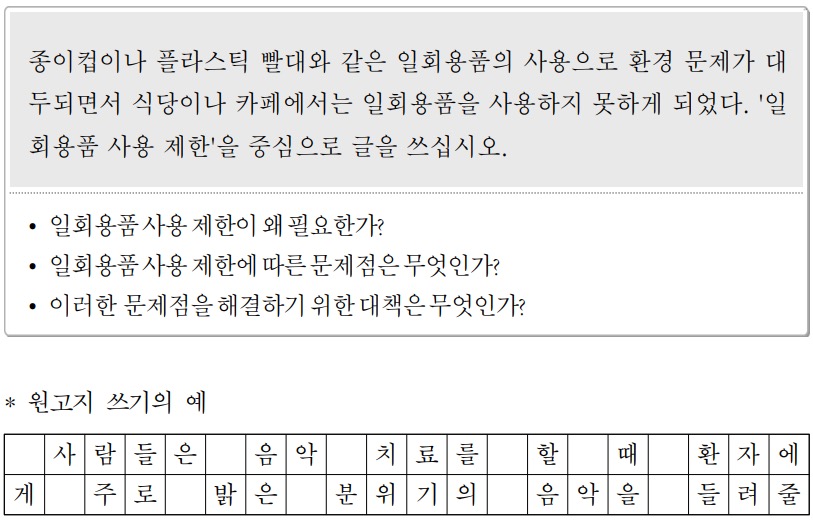 종이컵이나 플라스틱 빨대와 같은 일회용품의 사용으로 환경 문제가 대
두되면서 식당이나 카페에서는 일회용품을 사용하지 못하게 되었다. '일
회용품 사용 제한'을 중심으로 글을 쓰십시오.
• 일회용품 사용 제한이 왜 필요한가?
• 일회용품 사용 제한에 따른 문제점은 무엇인가?
• 이러한 문제점을 해결하기 위한 대책은 무엇인가?
* 원고지 쓰기의 예
사람들은 음악 치료를 할 때 환자에
게 주로 밝은 분위기의 음악을 들려줄